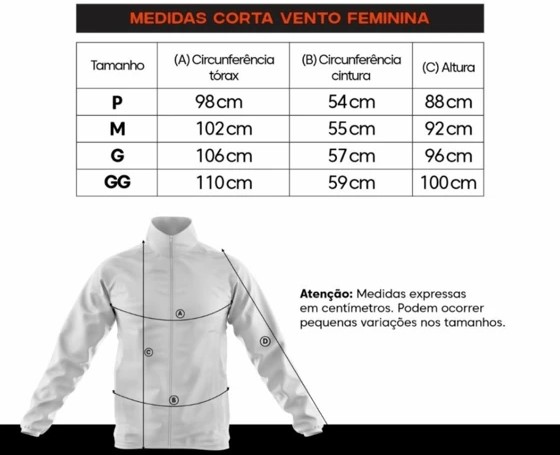 MEDIDAS CORTA VENTO FEMININA
Tamanho (A) Circunferência tórax (B) Circunferência cintura (C) Altura
P 98cm 54cm 88cm
M 102cm 55cm 92cm
G 106cm 57cm 96cm
GG 110cm 59cm 100cm
Atenção: Medidas expressas
em centímetros. Podem ocorrer
pequenas variações nos tamanhos.
A
D
C
B